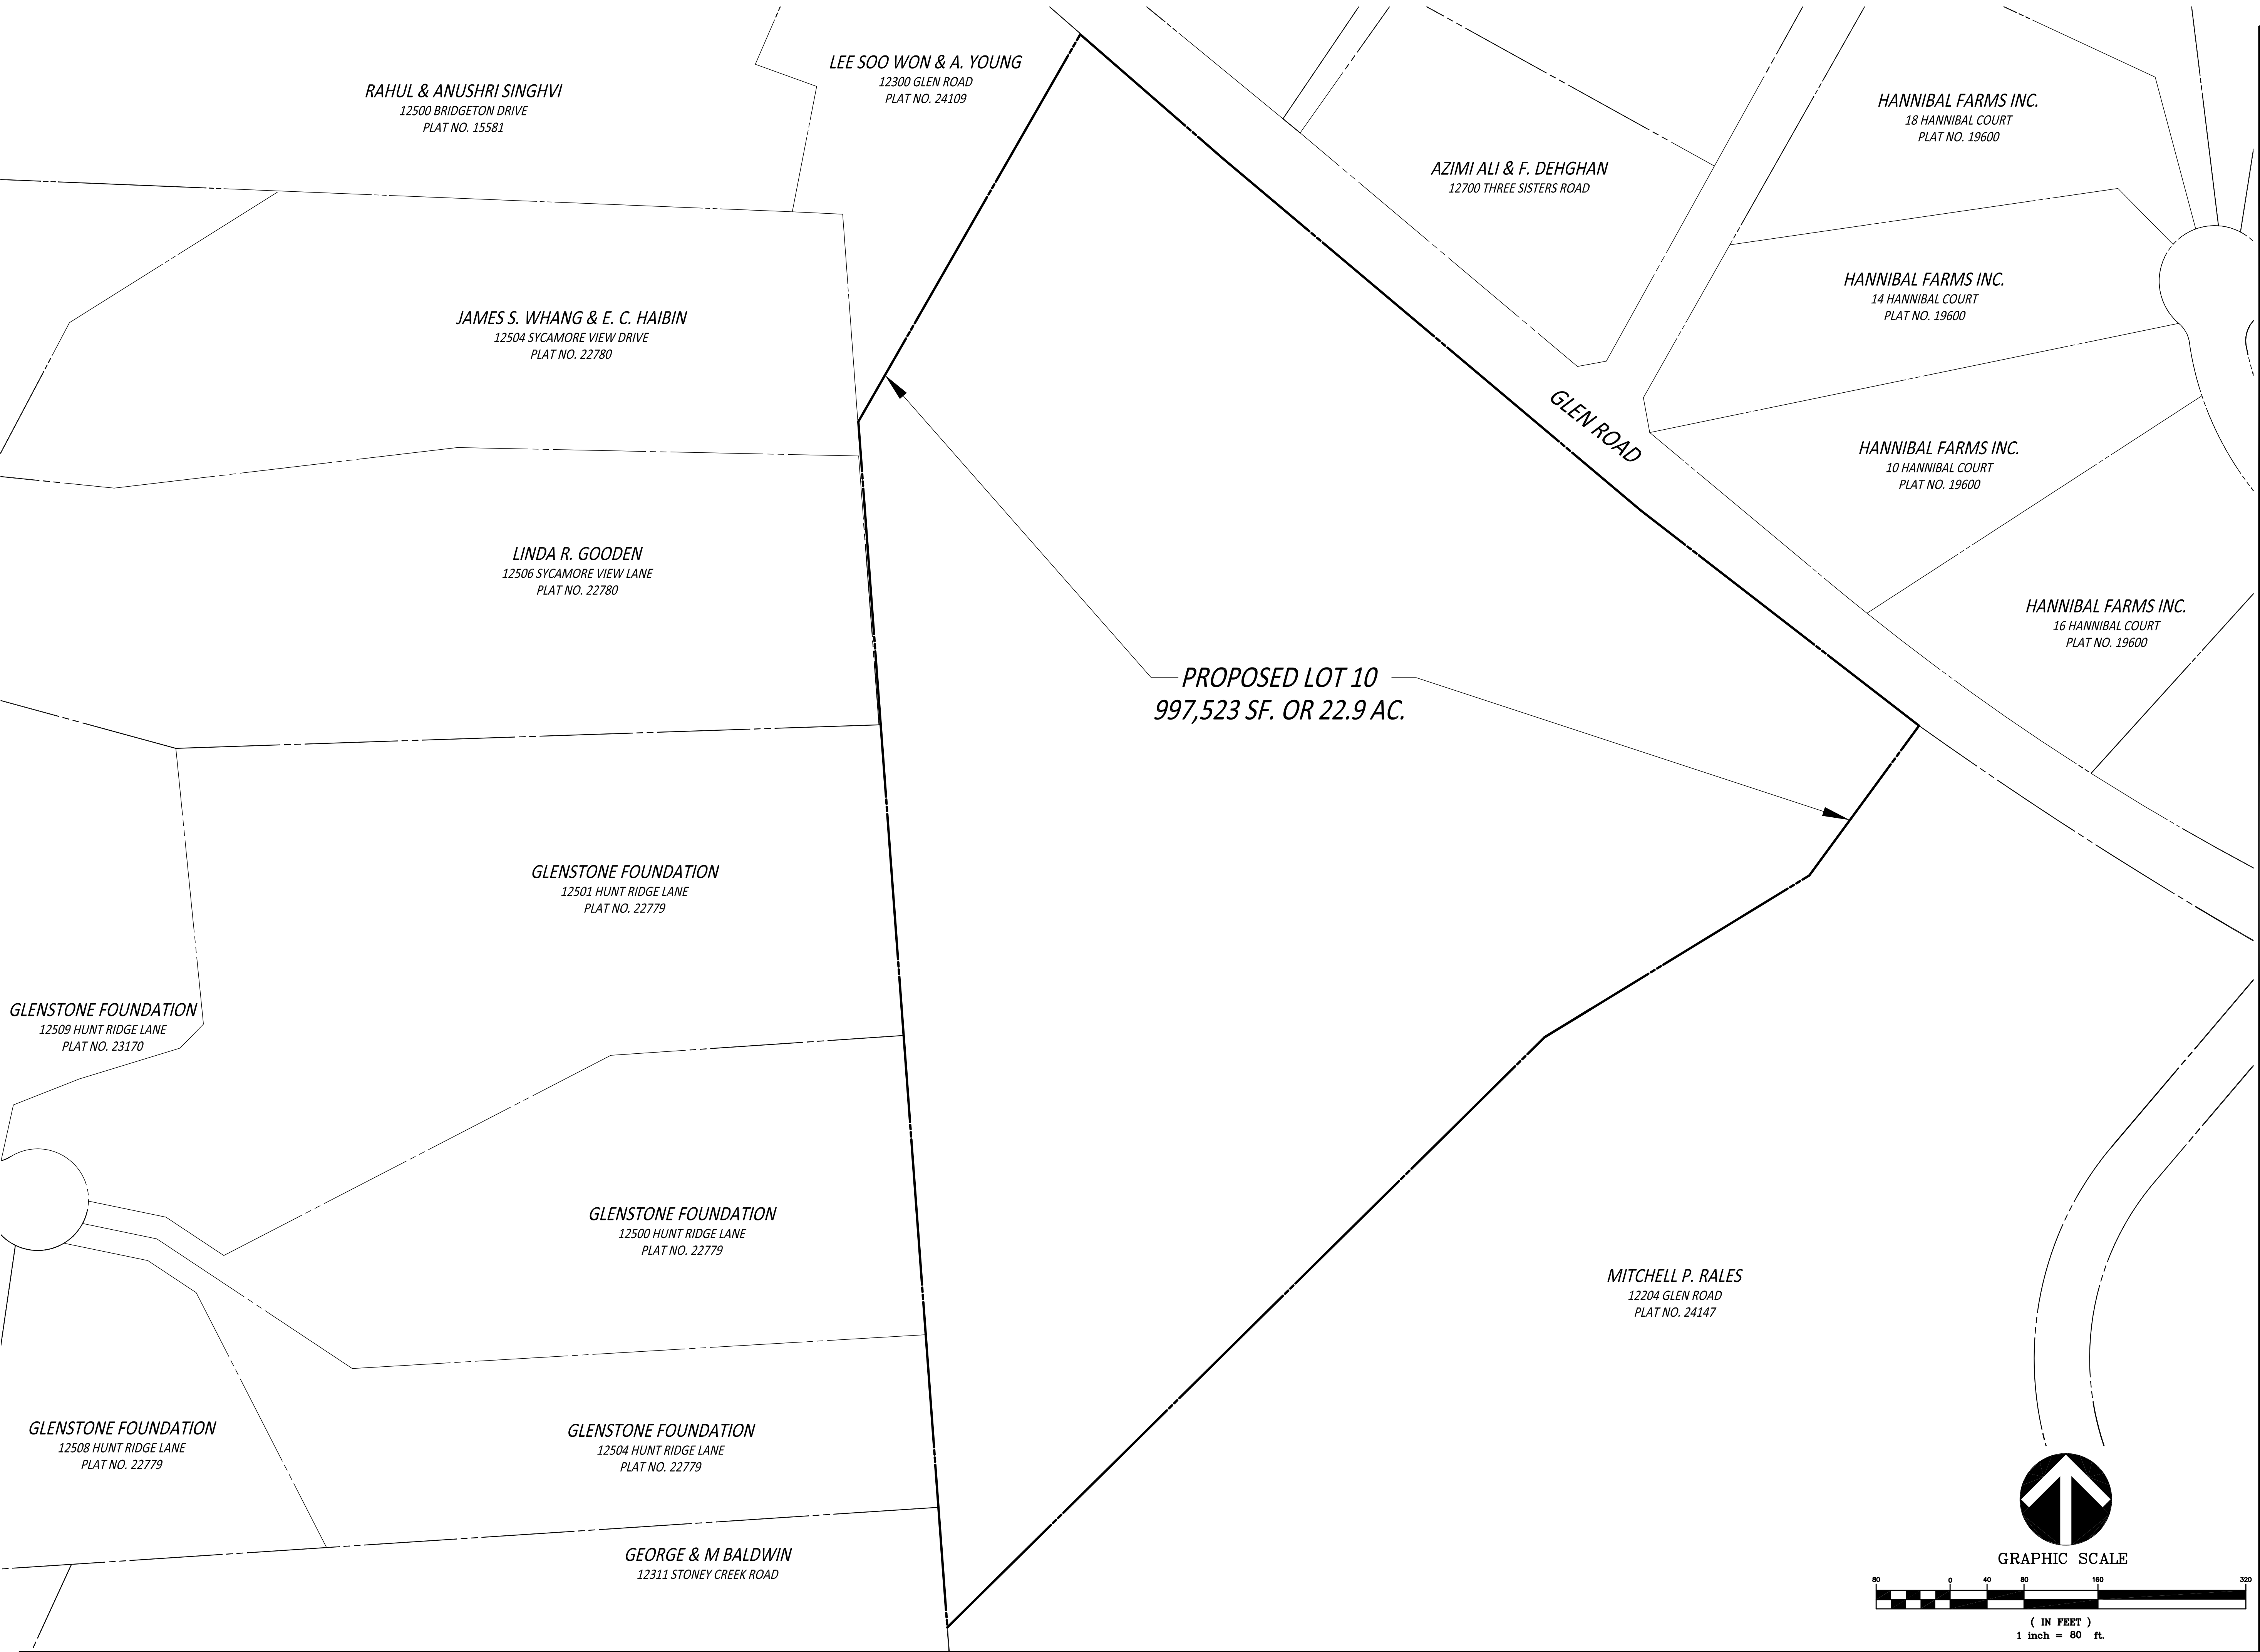 LEE SOO WON & A. YOUNG
12300 GLEN ROAD
PLAT NO. 24109
RAHUL & ANUSHRI SINGHVI
12500 BRIDGETON DRIVE
PLAT NO. 15581
HANNIBAL FARMS INC.
18 HANNIBAL COURT
PLAT NO. 19600
AZIMI ALI & F. DEHGHAN
12700 THREE SISTERS ROAD
HANNIBAL FARMS INC.
14 HANNIBAL COURT
PLAT NO. 19600
JAMES S. WHANG & E. C. HAIBIN
12504 SYCAMORE VIEW DRIVE
PLAT NO. 22780
GLEN ROAD
HANNIBAL FARMS INC.
10 HANNIBAL COURT
PLAT NO. 19600
LINDA R. GOODEN
12506 SYCAMORE VIEW LANE
PLAT NO. 22780
HANNIBAL FARMS INC.
16 HANNIBAL COURT
PLAT NO. 19600
PROPOSED LOT 10
997,523 SF. OR 22.9 AC.
GLENSTONE FOUNDATION
12501 HUNT RIDGE LANE
PLAT NO. 22779
GLENSTONE FOUNDATION
12509 HUNT RIDGE LANE
PLAT NO. 23170
GLENSTONE FOUNDATION
12500 HUNT RIDGE LANE
PLAT NO. 22779
MITCHELL P. RALES
12204 GLEN ROAD
PLAT NO. 24147
GLENSTONE FOUNDATION
12508 HUNT RIDGE LANE
PLAT NO. 22779
GLENSTONE FOUNDATION
12504 HUNT RIDGE LANE
PLAT NO. 22779
GEORGE & M BALDWIN
12311 STONEY CREEK ROAD
GRAPHIC SCALE
80 0 40 80 160 320
( IN FEET )
1 inch = 80 ft.